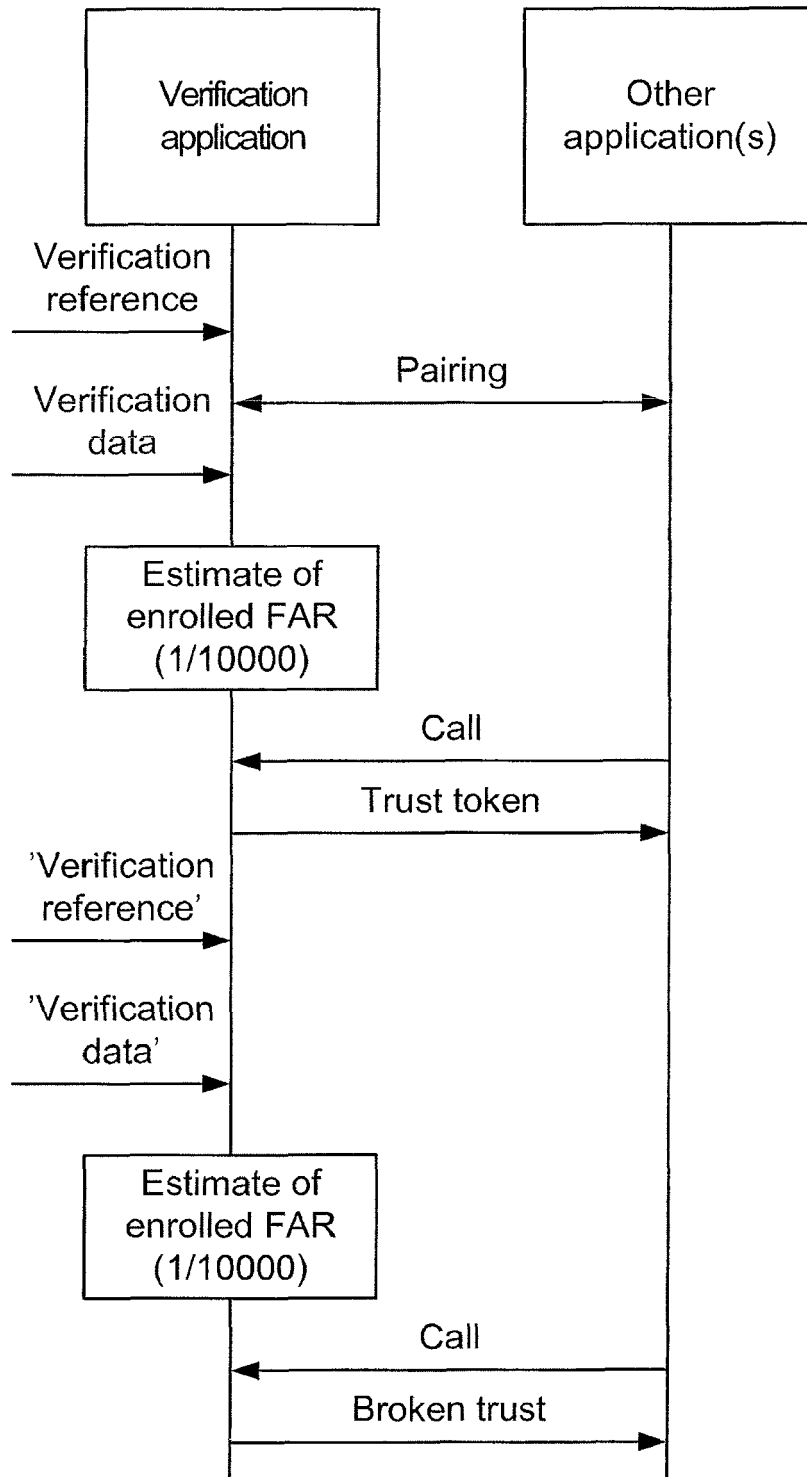 Verification
application
Other
application(s)
Verification
reference
Pairing
Verification
data
Estimate of
enrolled FAR
(1/10000)
Call
Trust token
’Verification
reference’
’Verification
data’
Estimate of
enrolled FAR
(1/10000)
Call
Broken trust